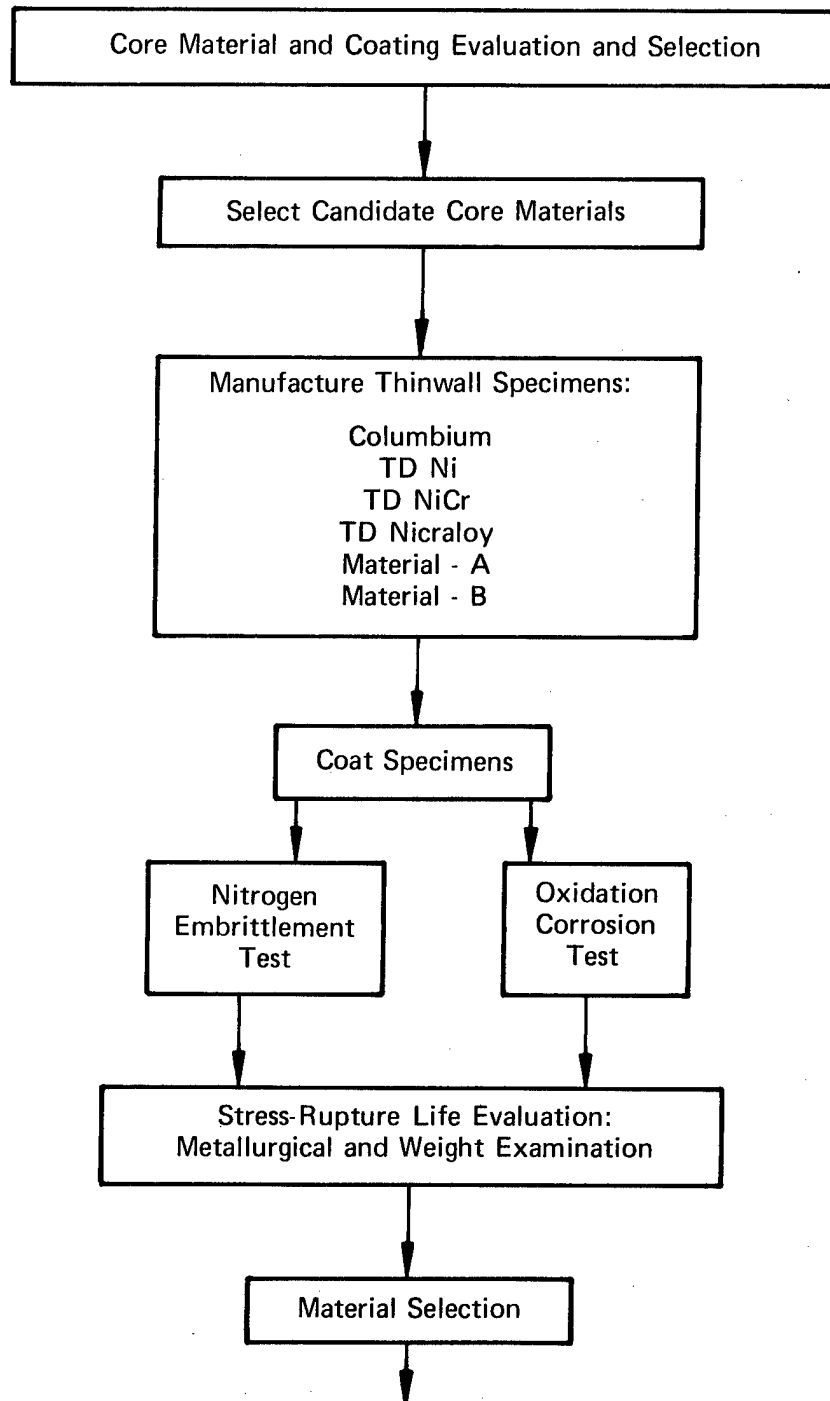 Core Material and Coating Evaluation and Selection
Select Candidate Core Materials
Manufacture Thinwall Specimens:
Columbium
TD Ni
TD NiCr
TD Nicraloy
Material - A
Material - B
Coat Specimens
Nitrogen
Embrittlement
Test
Oxidation
Corrosion
Test
Stress-Rupture Life Evaluation:
Metallurgical and Weight Examination
Material Selection